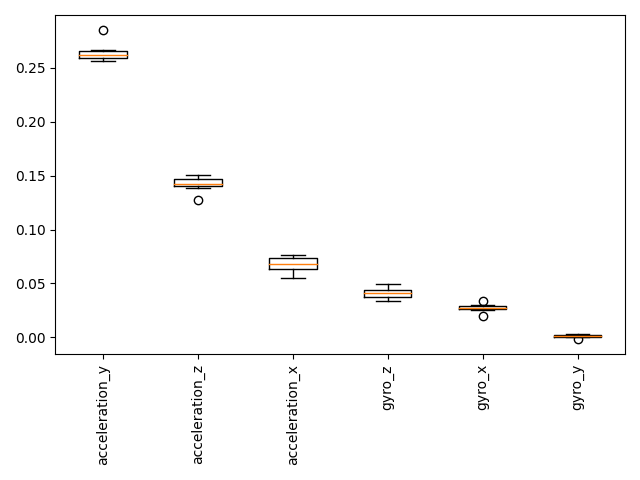 0.25
0.20
0.15
0.10
0.05
0.00
acceleration_y
acceleration_z
acceleration_x
gyro_z
gyro_x
gyro_y